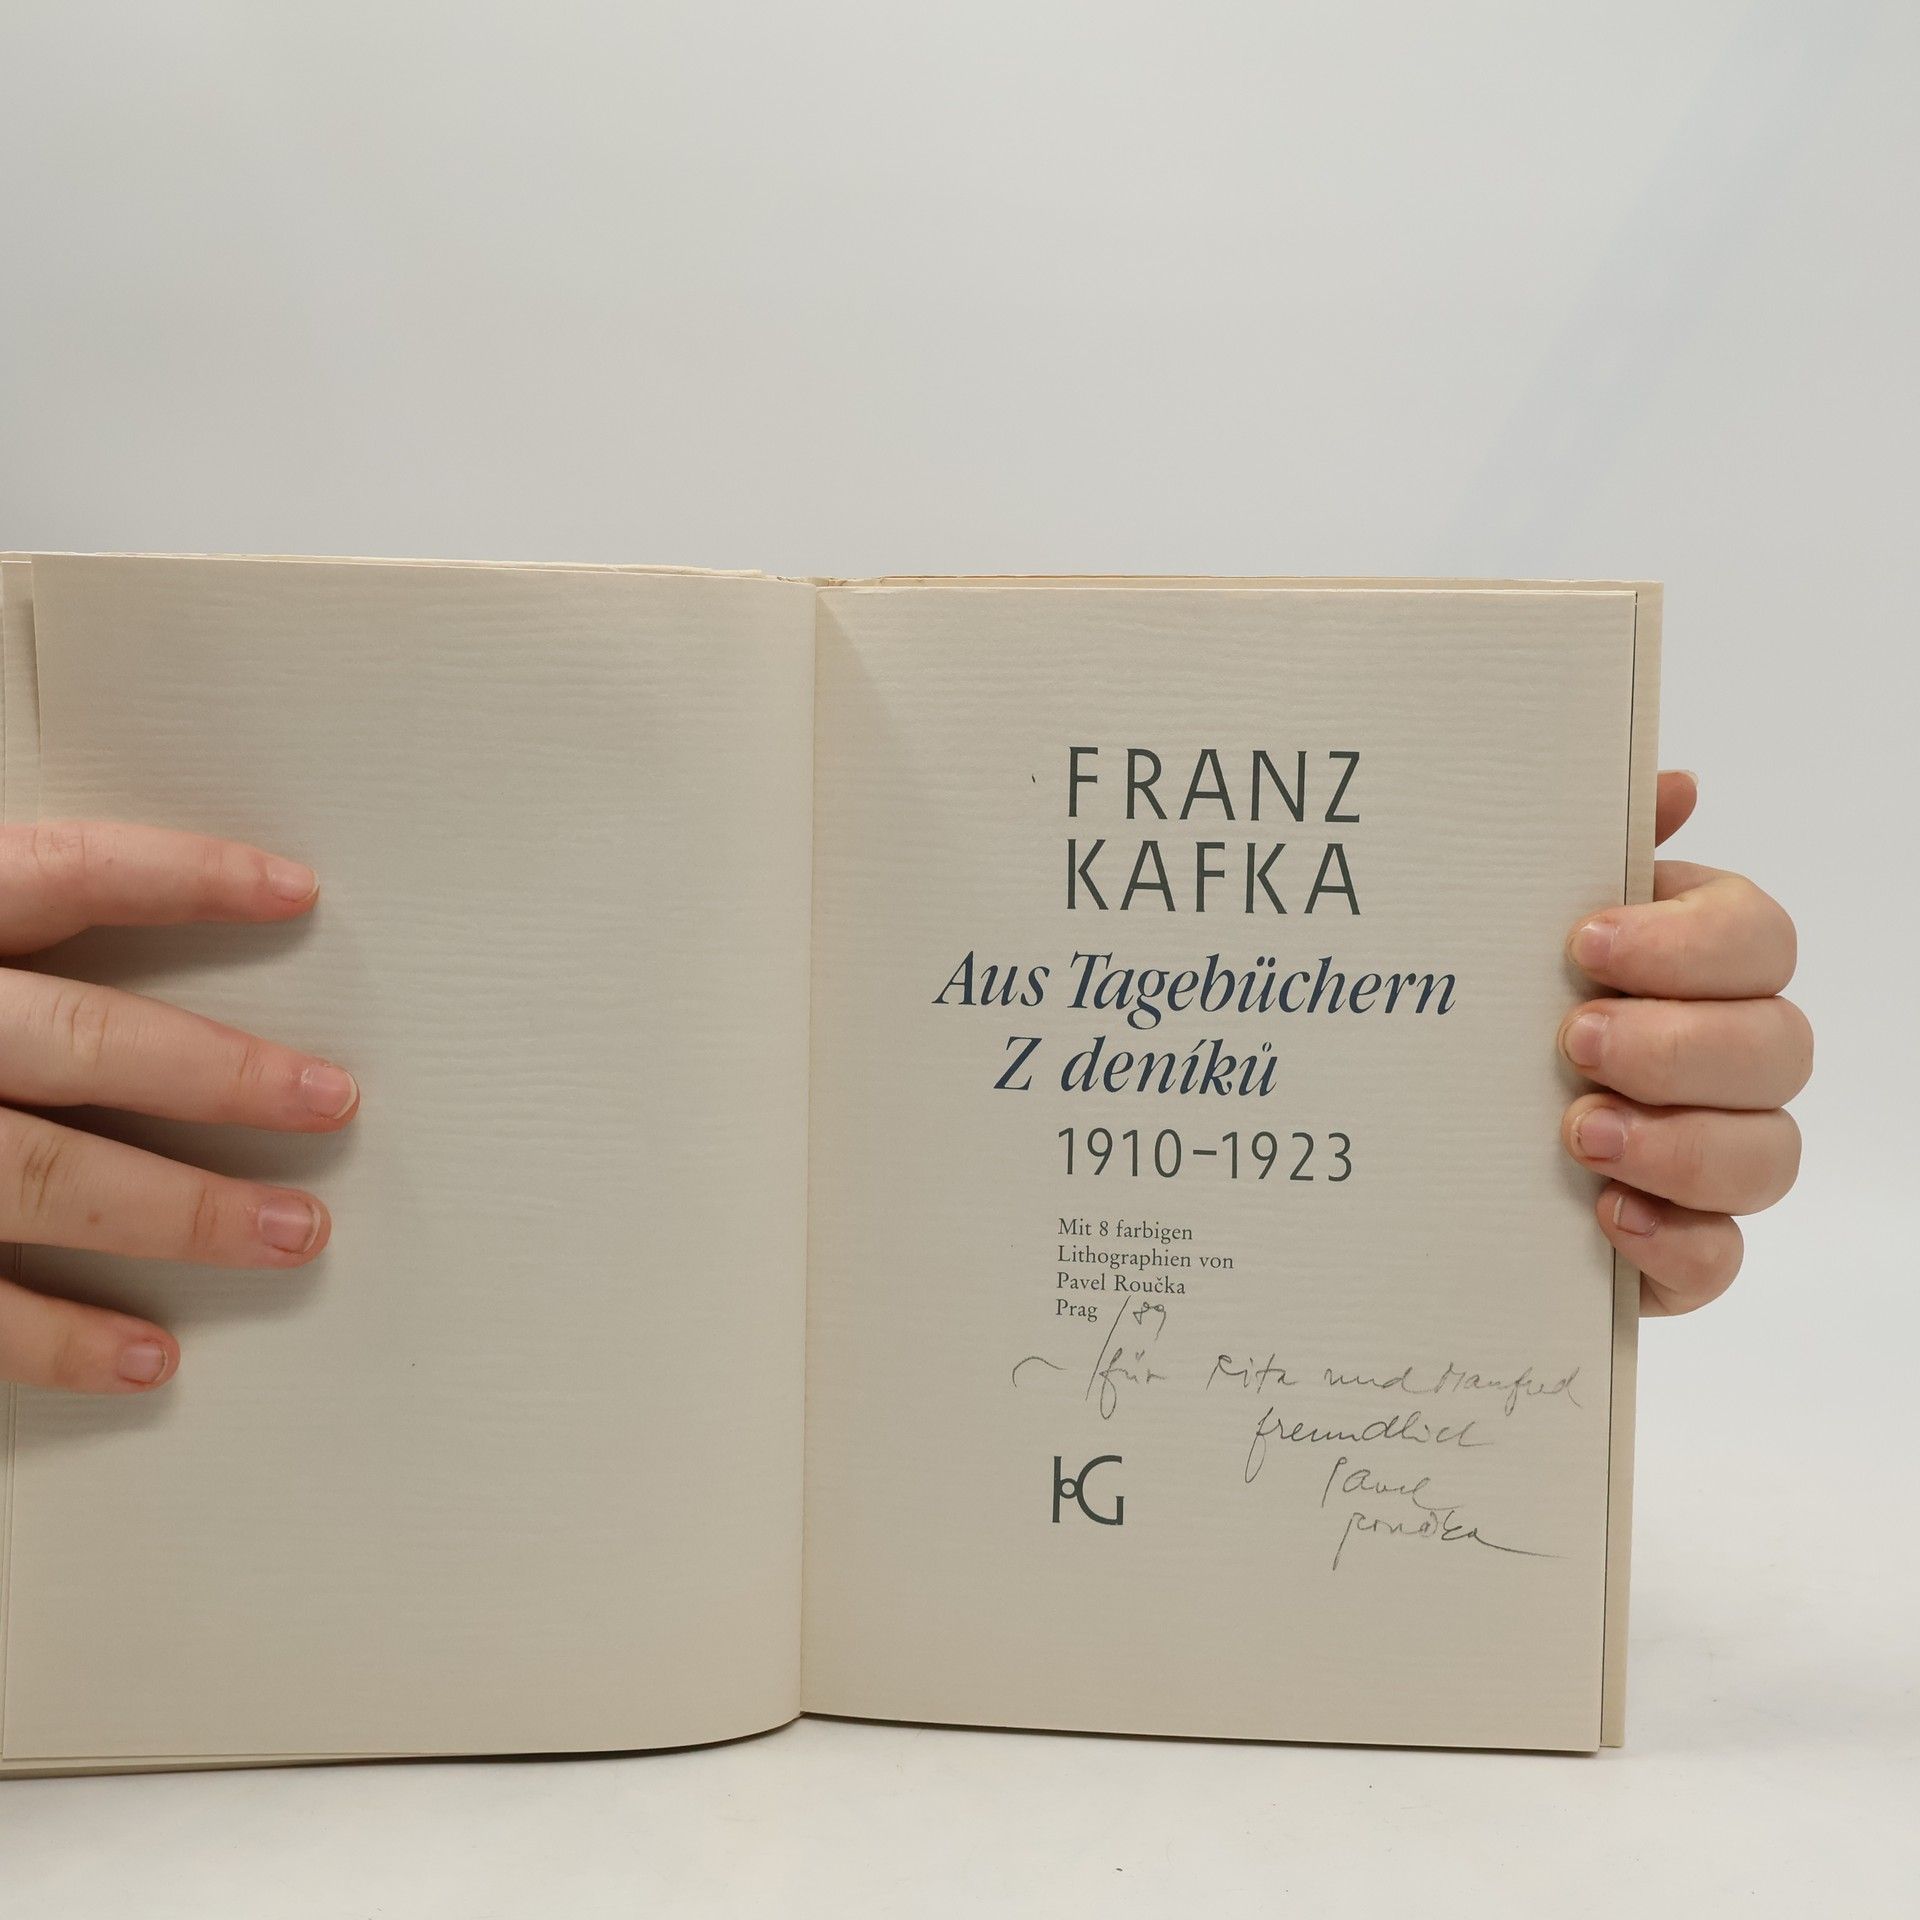 FRANZ
KAFKA
Aus Tagebüchern
Z deníků
1910–1923
Mit 8 farbigen
Lithographien von
Pavel Roučka
Prag /89
für Rita und Manfred
freundlich
Pavel
Roučka